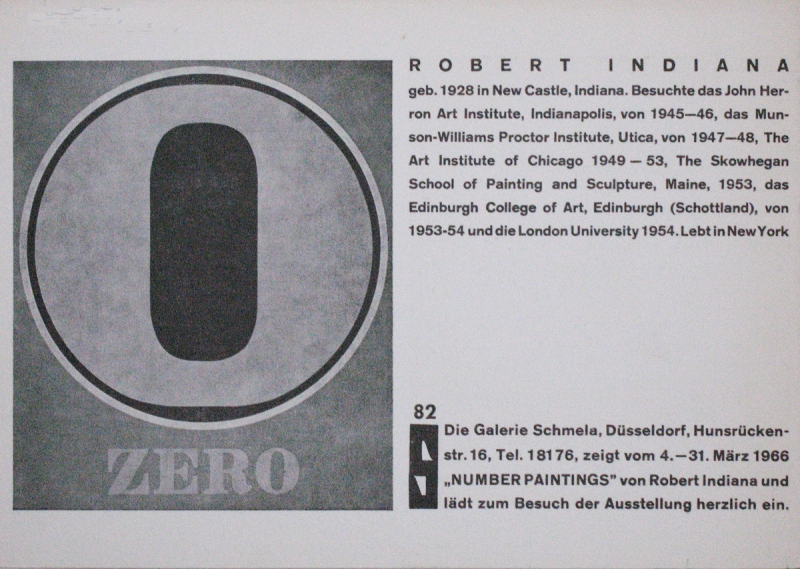 0
ZERO
ROBERT INDIANA
geb. 1928 in New Castle, Indiana. Besuchte das John Her-
ron Art Institute, Indianapolis, von 1945—46, das Mun-
son-Williams Proctor Institute, Utica, von 1947—48, The
Art Institute of Chicago 1949 — 53, The Skowhegan
School of Painting and Sculpture, Maine, 1953, das
Edinburgh College of Art, Edinburgh (Schottland), von
1953-54 und die London University 1954. Lebt in New York
82
Die Galerie Schmela, Düsseldorf, Hunsrücken-
str. 16, Tel. 18176, zeigt vom 4.—31. März 1966
„NUMBER PAINTINGS” von Robert Indiana und
lädt zum Besuch der Ausstellung herzlich ein.